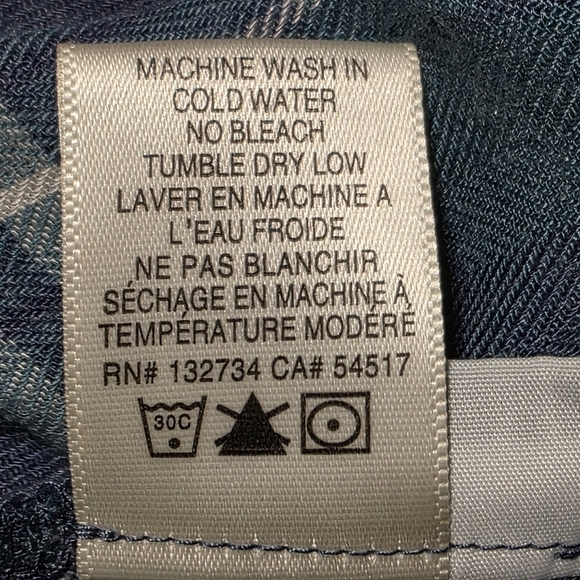 MACHINE WASH IN
COLD WATER
NO BLEACH
TUMBLE DRY LOW
LAVER EN MACHINE A
L'EAU FROIDE
NE PAS BLANCHIR
SÉCHAGE EN MACHINE À
TEMPÉRATURE MODÉRÉ
RN# 132734 CA# 54517
30C